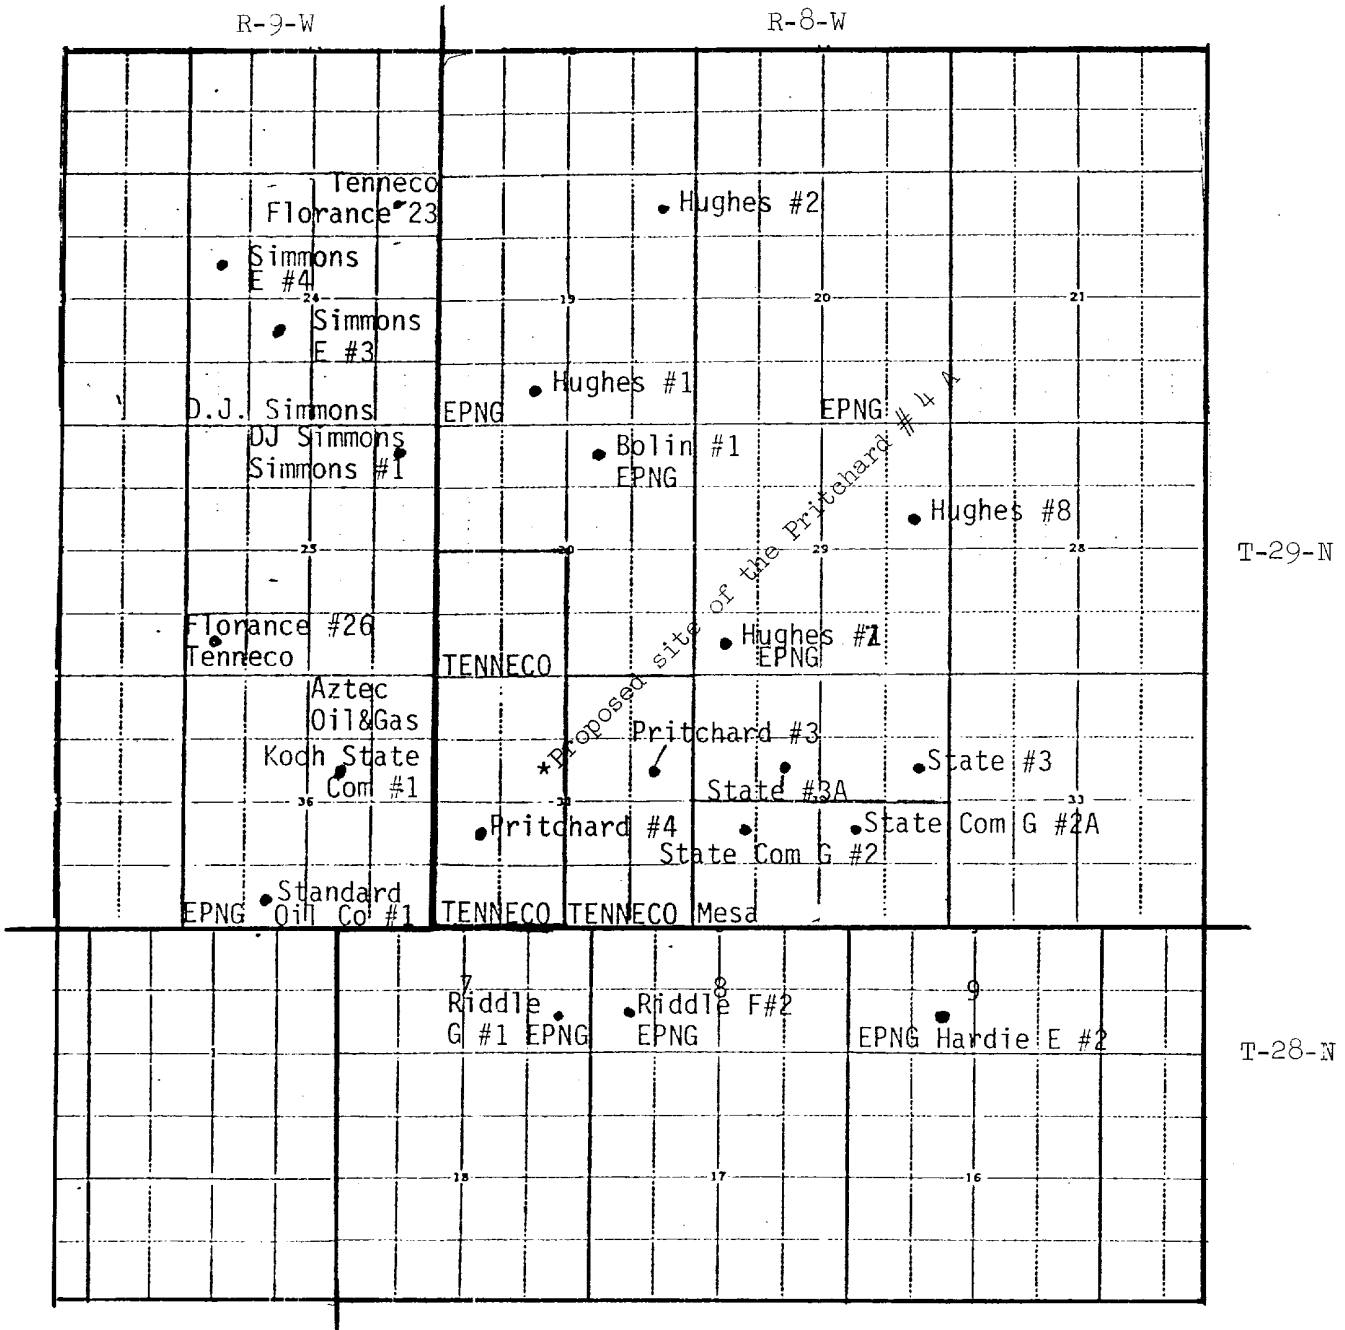 R-9-W
R-8-W
Tenneco
Florance 23
Hughes #2
Simmons
E #4
24
19
20
21
Simmons
E #3
Hughes #1
D.J. Simmons
EPNG
EPNG
DJ Simmons
Simmons #1
Bolin #1
EPNG
Hughes #8
25
30
29
28
T-29-N
*Proposed site of the Pritchard # 4 A
Florance #26
Tenneco
Hughes #7
EPNG
TENNECO
Aztec
Oil&Gas
Pritchard #3
Koch State
Com #1
State #3
State #3A
36
31
33
Pritchard #4
State Com G #2A
State Com G #2
Standard
Oil Co #1
EPNG
TENNECO
TENNECO
Mesa
7
8
9
Riddle
G #1 EPNG
Riddle F#2
EPNG
EPNG Hardie E #2
1
T-28-N
18
17
16